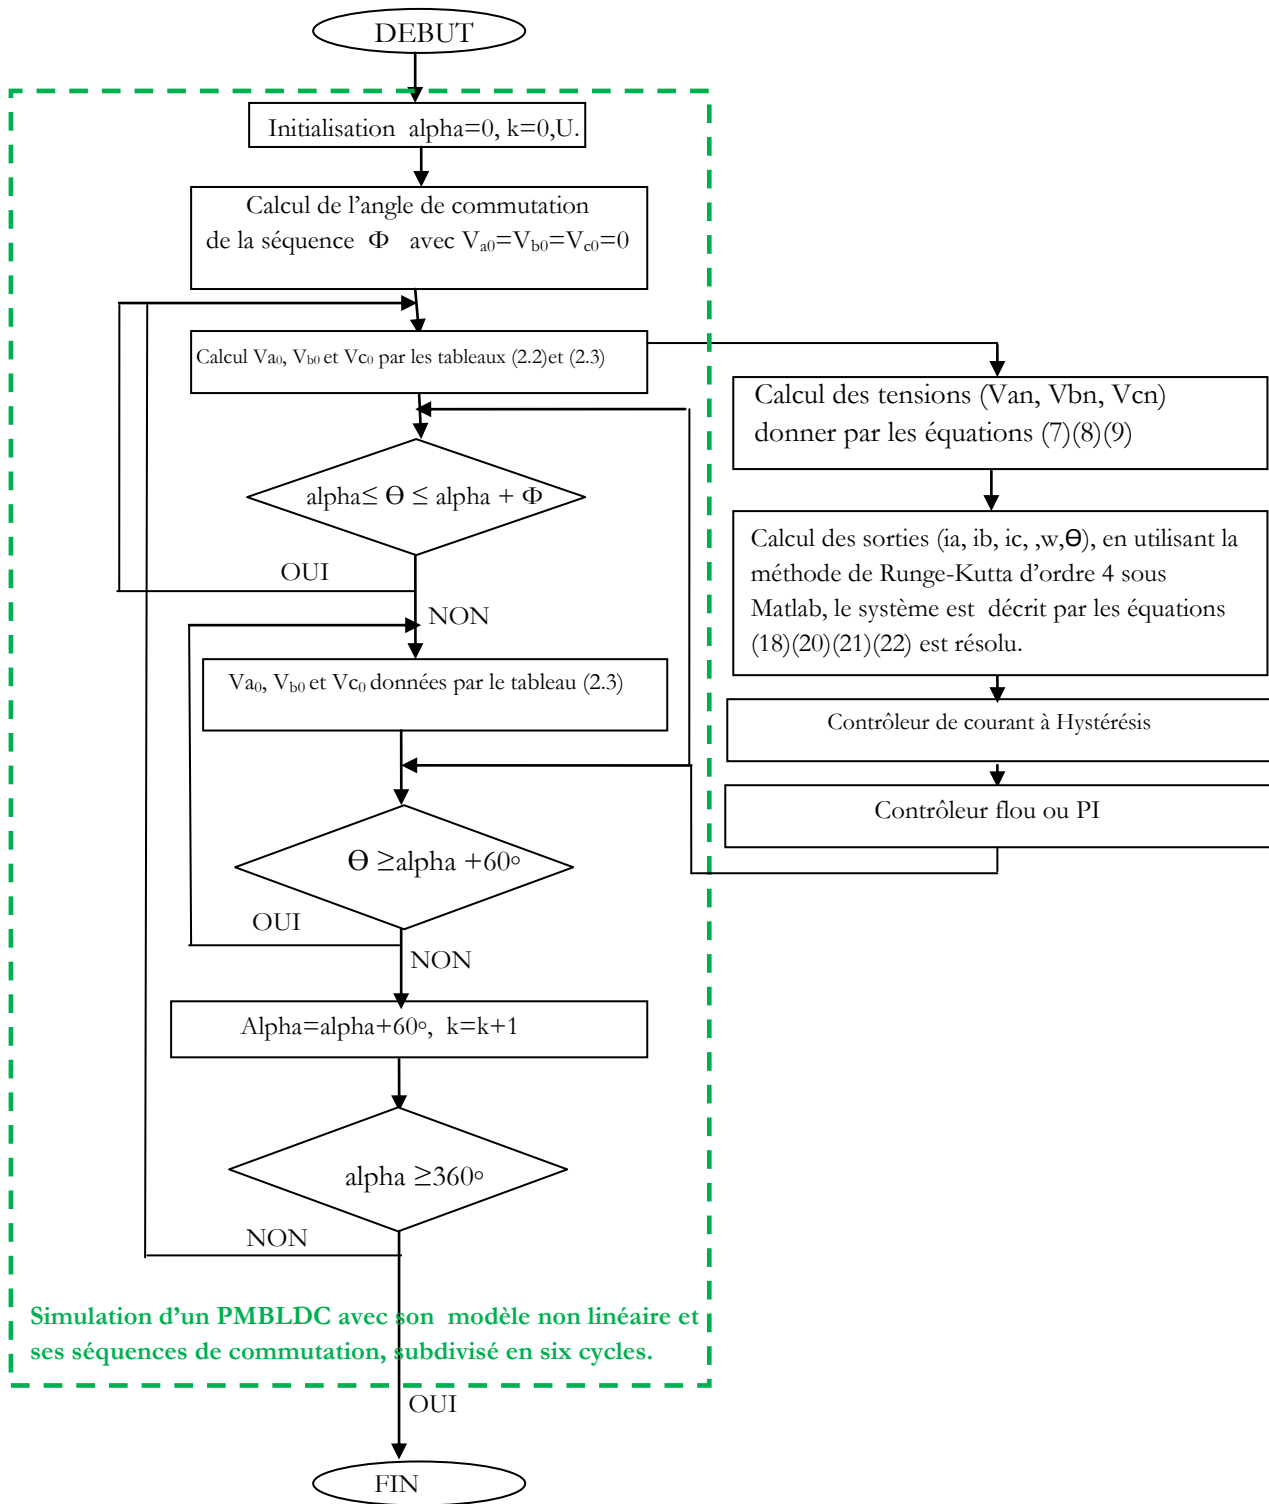 DEBUT
Initialisation alpha=0, k=0,U.
Calcul de l'angle de commutation
de la séquence Φ avec Va0=Vb0=Vc0=0
Calcul Va0, Vb0 et Vc0 par les tableaux (2.2)et (2.3)
alpha≤ ϴ ≤ alpha + Φ
OUI
NON
Va0, Vb0 et Vc0 données par le tableau (2.3)
ϴ ≥alpha +60°
OUI
NON
Alpha=alpha+60°, k=k+1
alpha ≥360°
NON
Simulation d'un PMBLDC avec son modèle non linéaire et
ses séquences de commutation, subdivisé en six cycles.
OUI
FIN
Calcul des tensions (Van, Vbn, Vcn)
donner par les équations (7)(8)(9)
Calcul des sorties (ia, ib, ic, ,w,ϴ), en utilisant la
méthode de Runge-Kutta d'ordre 4 sous
Matlab, le système est décrit par les équations
(18)(20)(21)(22) est résolu.
Contrôleur de courant à Hystérésis
Contrôleur flou ou PI